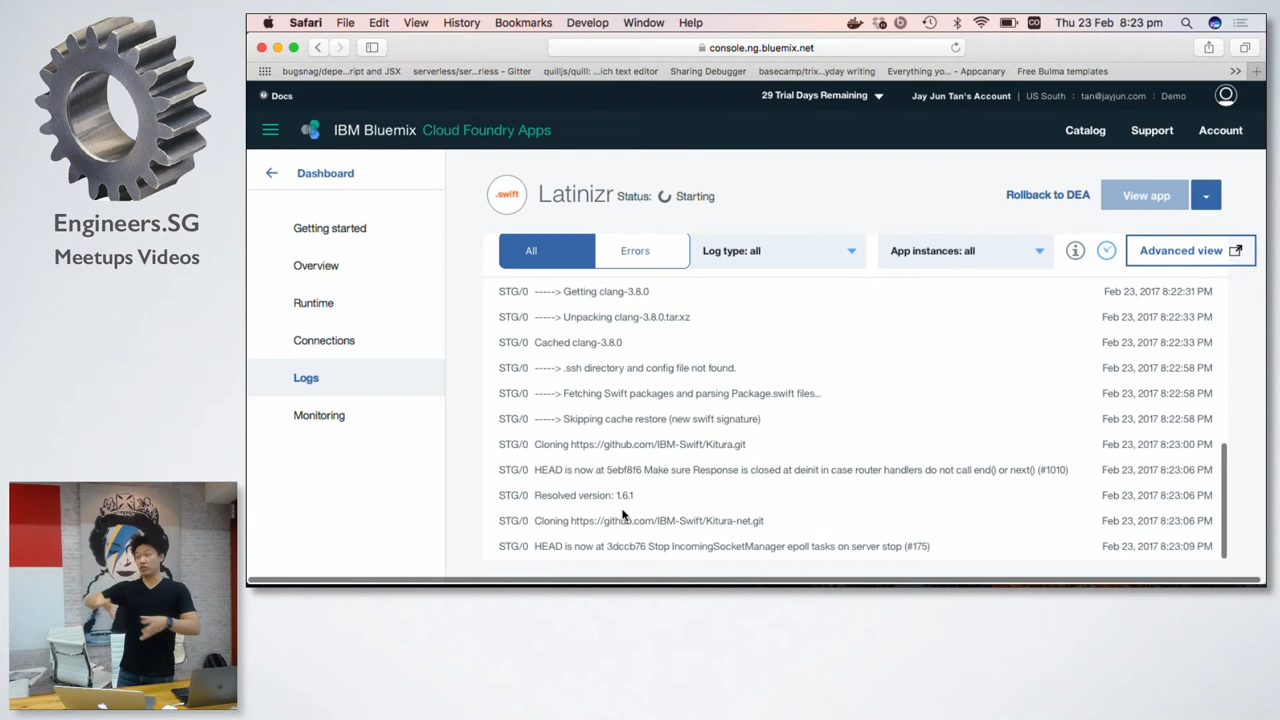 Engineers.SG
Meetups Videos
Safari File Edit View History Bookmarks Develop Window Help
Thu 23 Feb 8:23 pm
console.ng.bluemix.net
bugsnag/depe...ript and JSX serverless/ser...rless - Gitter quilljs/quill: ...ich text editor Sharing Debugger basecamp/trix...yday writing Everything yo... - Appcanary Free Bulma templates
Docs
29 Trial Days Remaining
Jay Jun Tan's Account | US South : tan@jayjun.com : Demo
IBM Bluemix Cloud Foundry Apps
Catalog Support Account
Dashboard
Getting started
Overview
Runtime
Connections
Logs
Monitoring
.swift
Latinizr Status: Starting
Rollback to DEA
View app
All
Errors
Log type: all
App instances: all
Advanced view
STG/0 -----> Getting clang-3.8.0 Feb 23, 2017 8:22:31 PM
STG/0 -----> Unpacking clang-3.8.0.tar.xz Feb 23, 2017 8:22:33 PM
STG/0 Cached clang-3.8.0 Feb 23, 2017 8:22:33 PM
STG/0 -----> .ssh directory and config file not found. Feb 23, 2017 8:22:58 PM
STG/0 -----> Fetching Swift packages and parsing Package.swift files... Feb 23, 2017 8:22:58 PM
STG/0 -----> Skipping cache restore (new swift signature) Feb 23, 2017 8:22:58 PM
STG/0 Cloning https://github.com/IBM-Swift/Kitura.git Feb 23, 2017 8:23:00 PM
STG/0 HEAD is now at 5ebf8f6 Make sure Response is closed at deinit in case router handlers do not call end() or next() (#1010) Feb 23, 2017 8:23:06 PM
STG/0 Resolved version: 1.6.1 Feb 23, 2017 8:23:06 PM
STG/0 Cloning https://github.com/IBM-Swift/Kitura-net.git Feb 23, 2017 8:23:06 PM
STG/0 HEAD is now at 3dccb76 Stop IncomingSocketManager epoll tasks on server stop (#175) Feb 23, 2017 8:23:09 PM